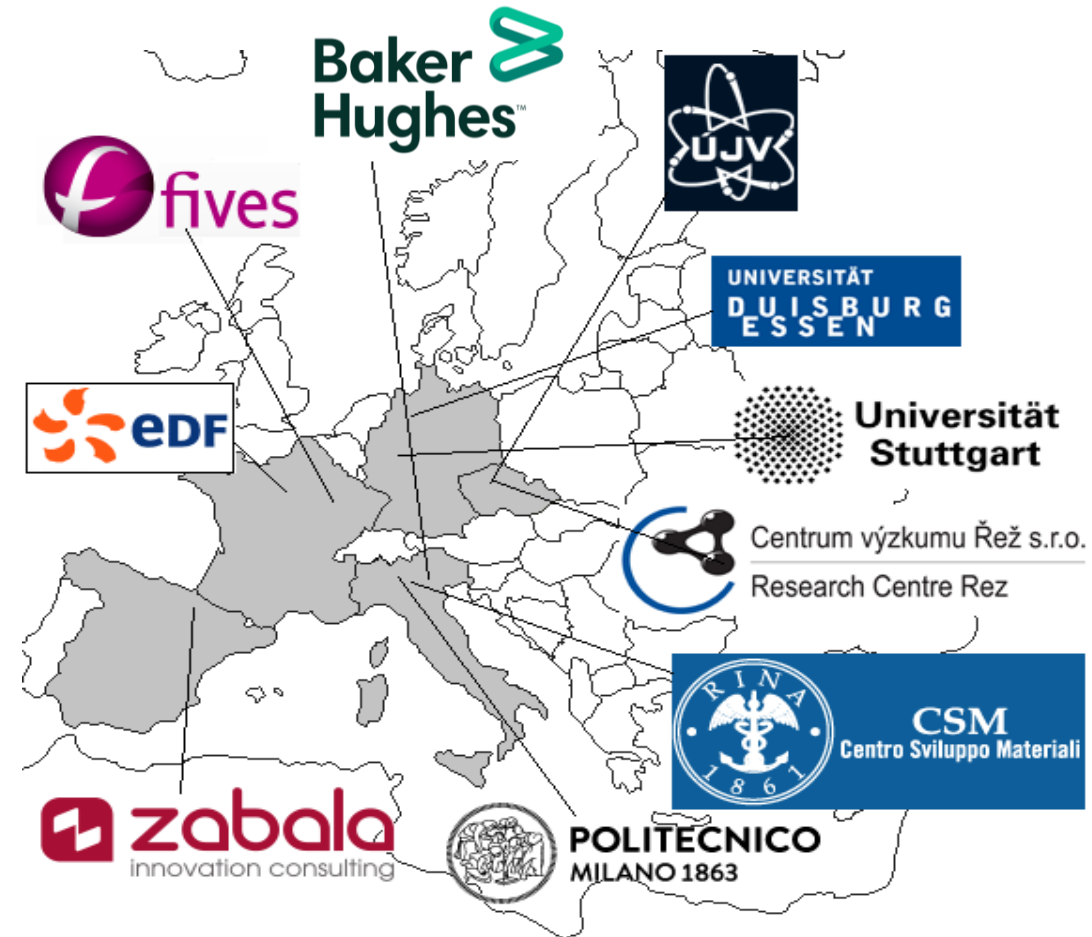 Baker
Hughes™
ÚJV
fives
UNIVERSITÄT
DUISBURG
ESSEN
eDF
Universität
Stuttgart
Centrum výzkumu Řež s.r.o.
Research Centre Rez
RINA
1861
CSM
Centro Sviluppo Materiali
zabala
innovation consulting
POLITECNICO
MILANO 1863